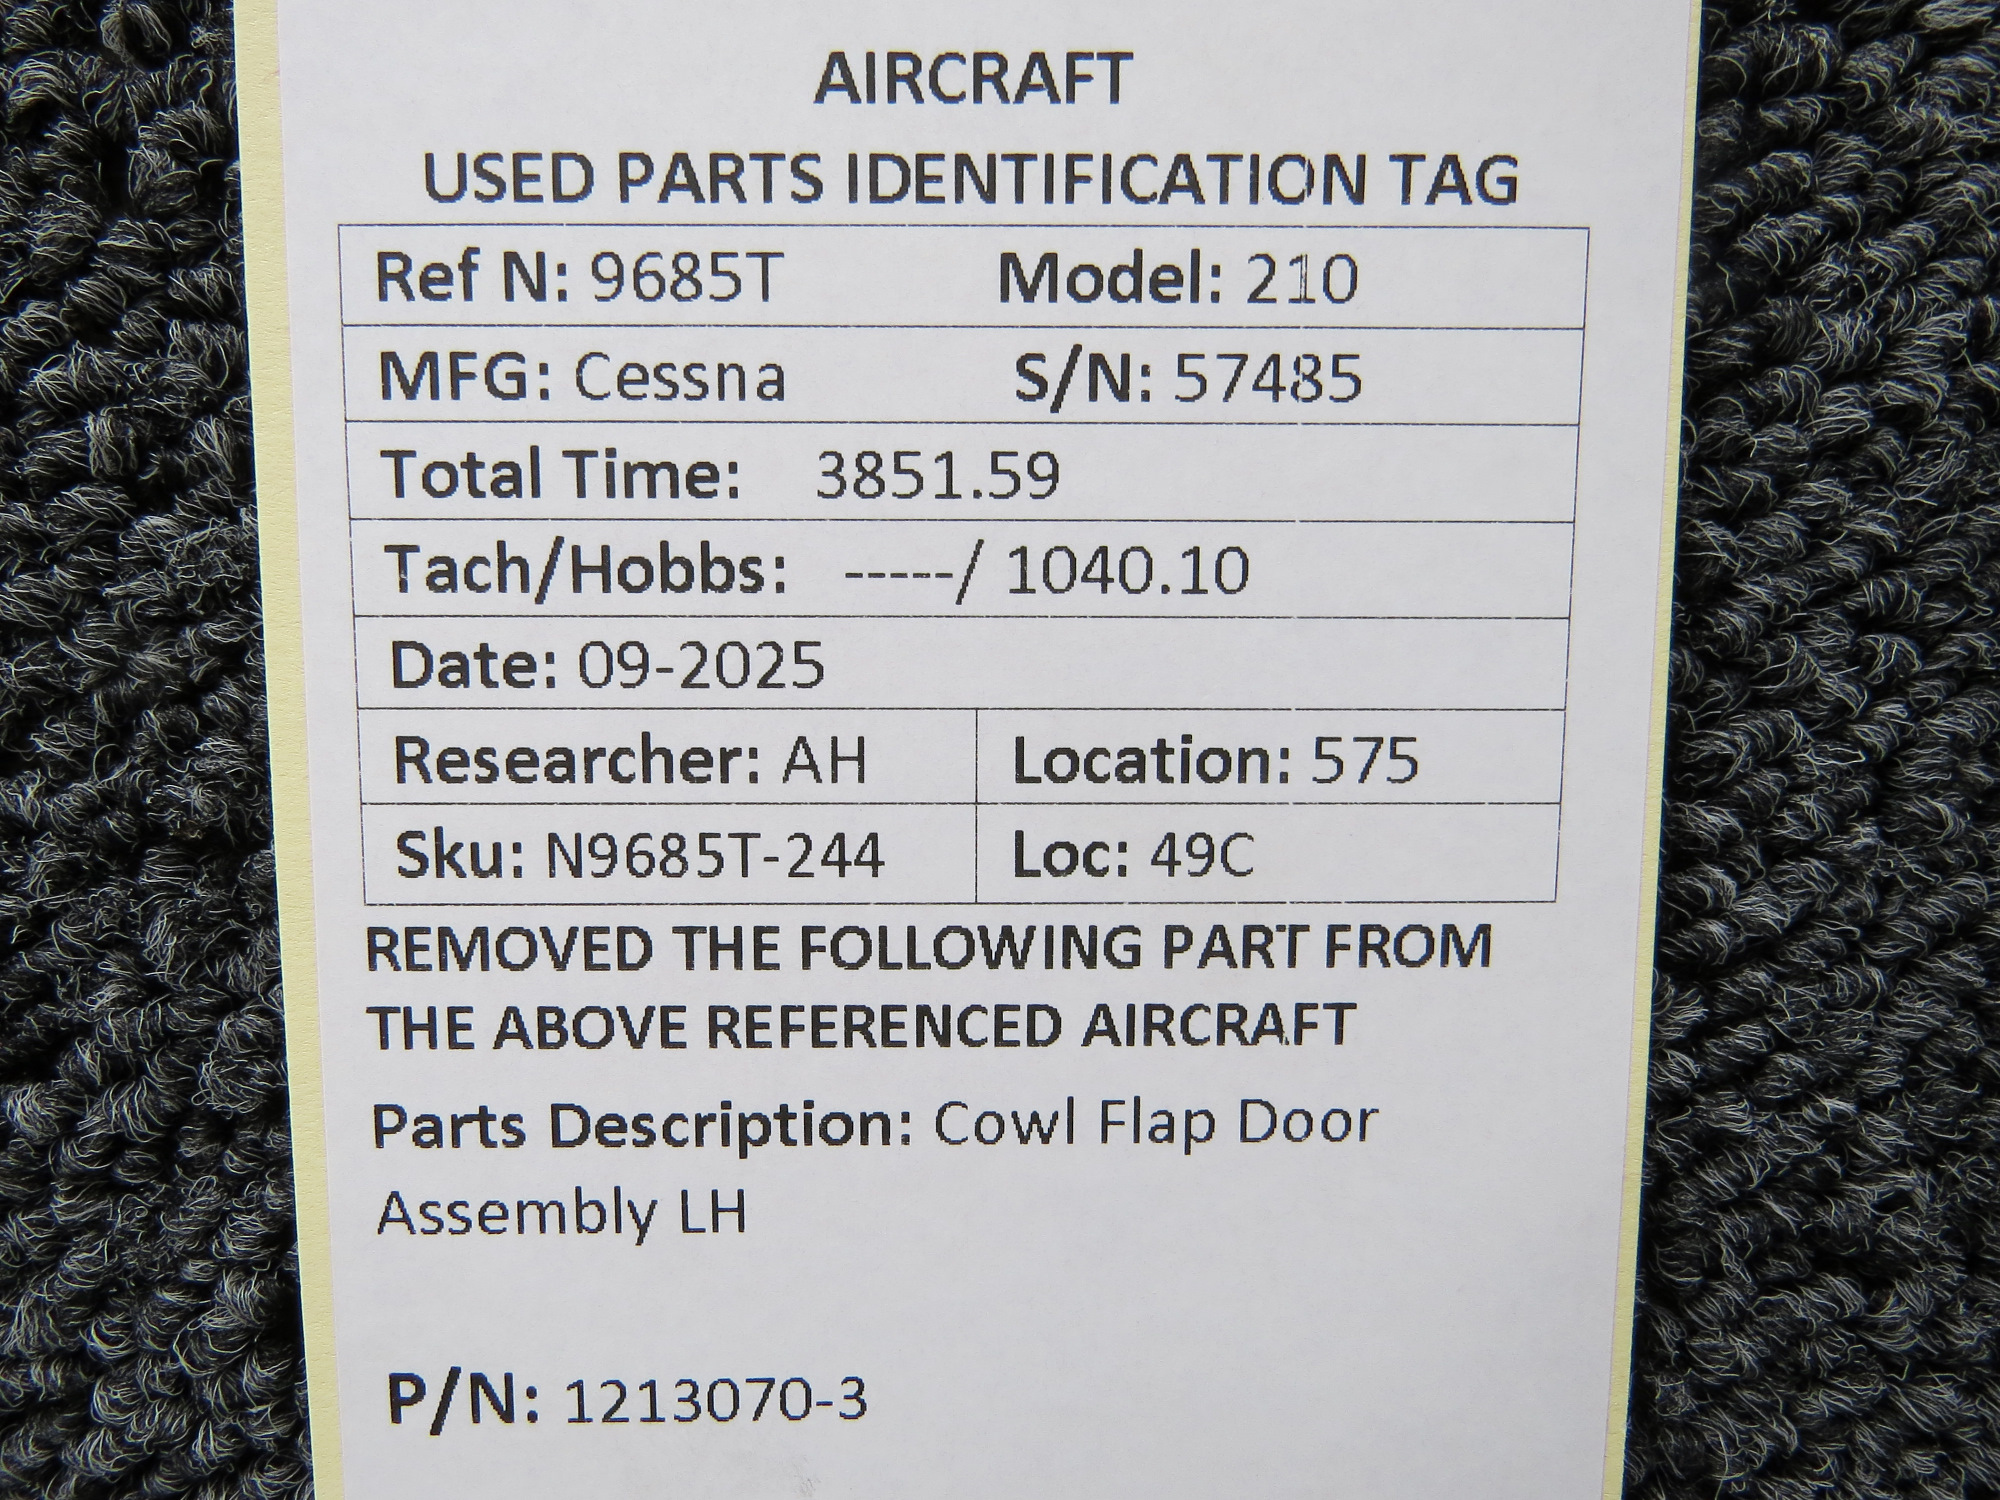 AIRCRAFT
USED PARTS IDENTIFICATION TAG
Ref N: 9685T Model: 210
MFG: Cessna S/N: 57485
Total Time: 3851.59
Tach/Hobbs: -----/ 1040.10
Date: 09-2025
Researcher: AH Location: 575
Sku: N9685T-244 Loc: 49C
REMOVED THE FOLLOWING PART FROM
THE ABOVE REFERENCED AIRCRAFT
Parts Description: Cowl Flap Door
Assembly LH
P/N: 1213070-3